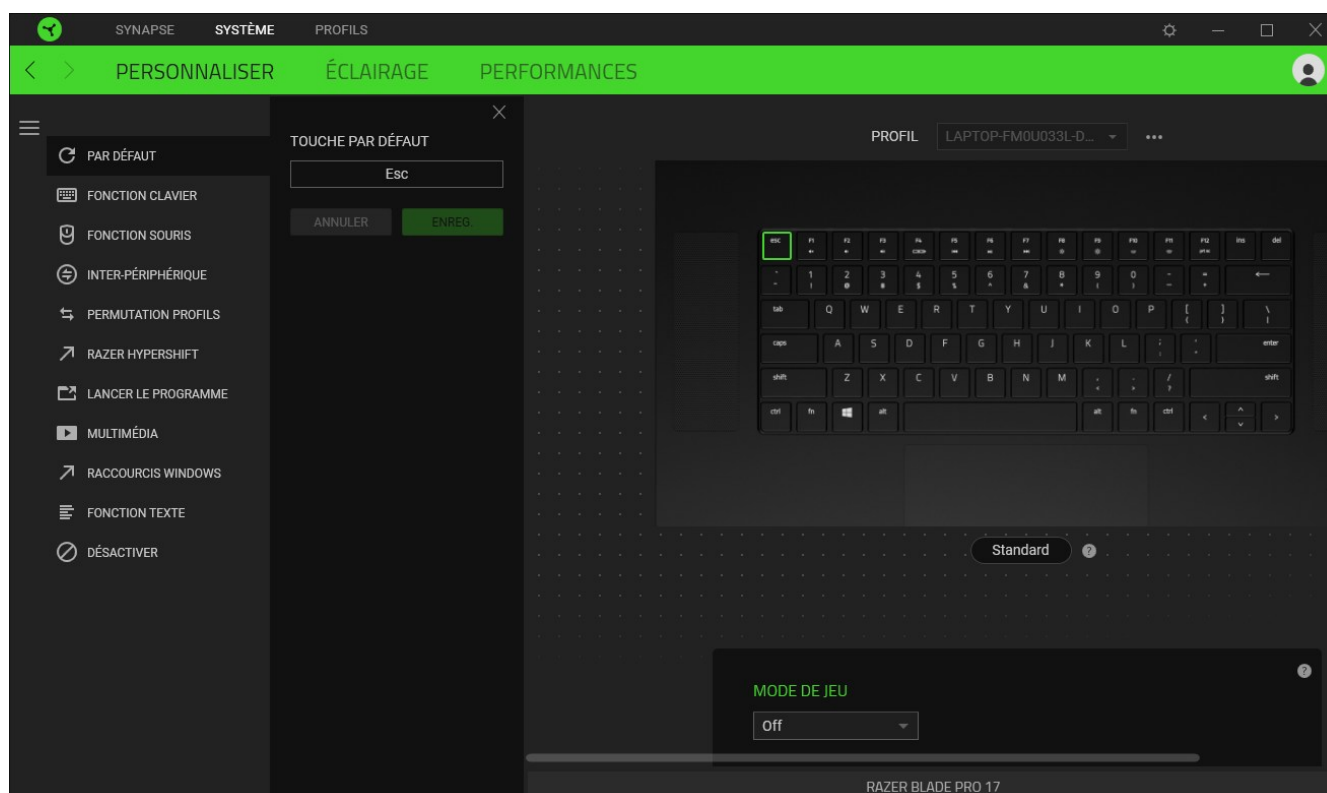 SYNAPSE SYSTÈME PROFILS
PERSONNALISER ÉCLAIRAGE PERFORMANCES
TOUCHE PAR DÉFAUT
Esc
ANNULER ENREG.
PAR DÉFAUT
FONCTION CLAVIER
FONCTION SOURIS
INTER-PÉRIPHÉRIQUE
PERMUTATION PROFILS
RAZER HYPERSHIFT
LANCER LE PROGRAMME
MULTIMÉDIA
RACCOURCIS WINDOWS
FONCTION TEXTE
DÉSACTIVER
PROFIL LAPTOP-FM0U033L-D...
esc F1 F2 F3 F4 F5 F6 F7 F8 F9 F10 F11 F12 ins del
1 2 3 4 5 6 7 8 9 0
tab Q W E R T Y U I O P [ ] \
caps A S D F G H J K L ; enter
shift Z X C V B N M , . / shift
ctrl fn alt alt fn ctrl
Standard
MODE DE JEU
Off
RAZER BLADE PRO 17